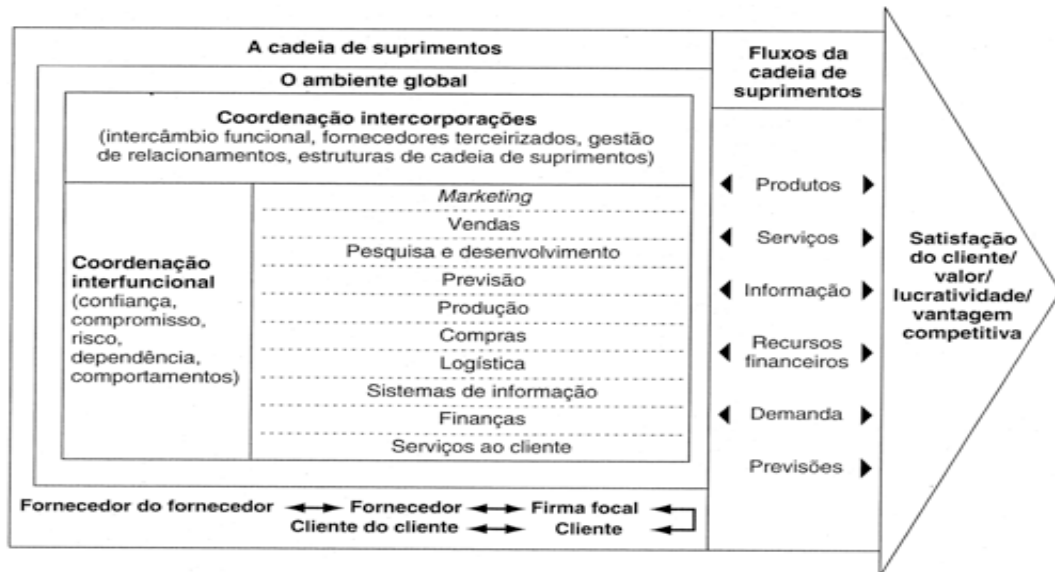 A cadeia de suprimentos
O ambiente global
Coordenação intercorporações
(intercâmbio funcional, fornecedores terceirizados, gestão
de relacionamentos, estruturas de cadeia de suprimentos)
Coordenação
interfuncional
(confiança,
compromisso,
risco,
dependência,
comportamentos)
Marketing
Vendas
Pesquisa e desenvolvimento
Previsão
Produção
Compras
Logística
Sistemas de informação
Finanças
Serviços ao cliente
Fornecedor do fornecedor Fornecedor Firma focal
Cliente do cliente Cliente
Fluxos da
cadeia de
suprimentos
Produtos
Serviços
Informação
Recursos
financeiros
Demanda
Previsões
Satisfação
do cliente/
valor/
lucratividade/
vantagem
competitiva